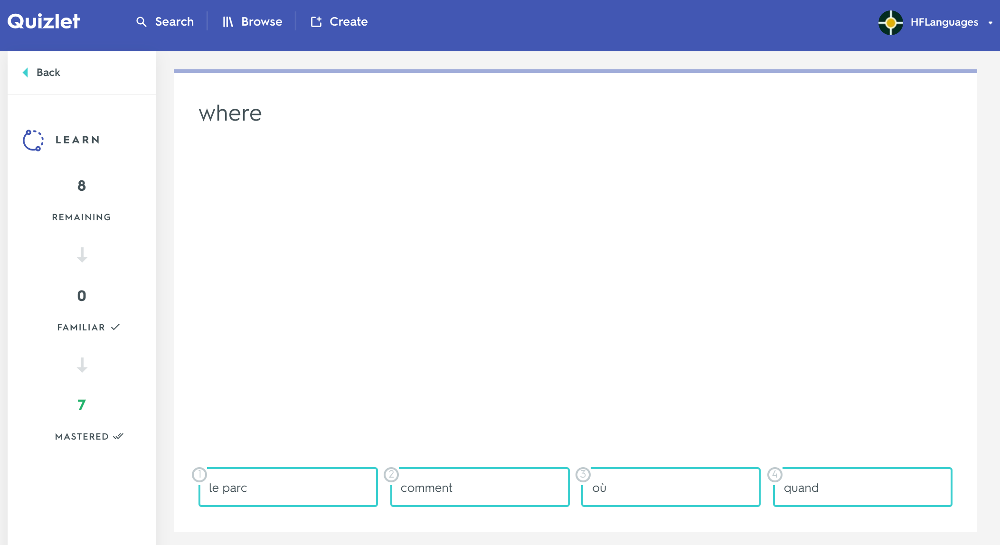 Quizlet
Search
Browse
Create
HFLanguages
Back
LEARN
8
REMAINING
0
FAMILIAR
7
MASTERED
where
1
le parc
2
comment
3
où
4
quand